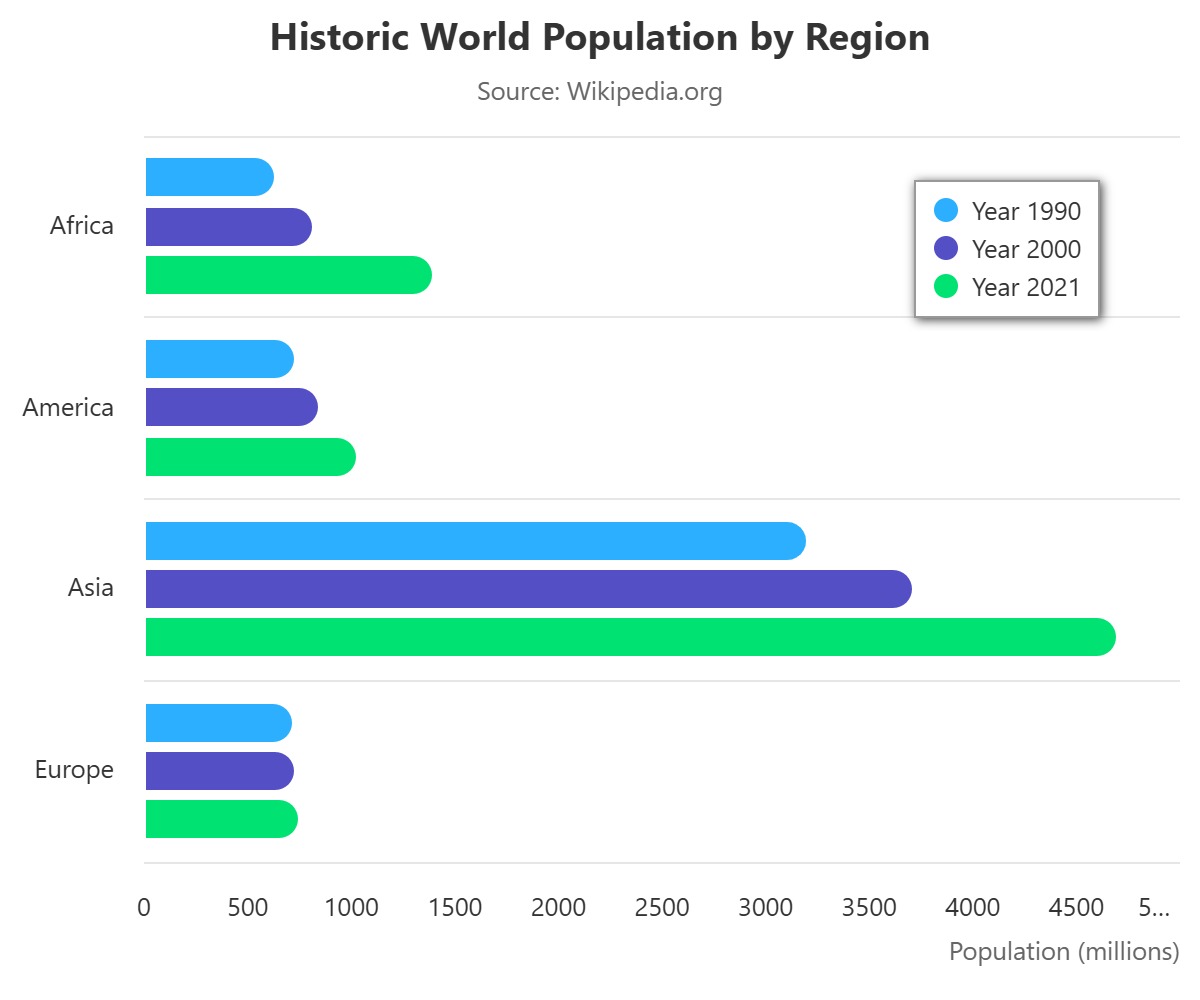 Historic World Population by Region
Source: Wikipedia.org
Africa
Year 1990
Year 2000
Year 2021
America
Asia
Europe
0 500 1000 1500 2000 2500 3000 3500 4000 4500 5...
Population (millions)